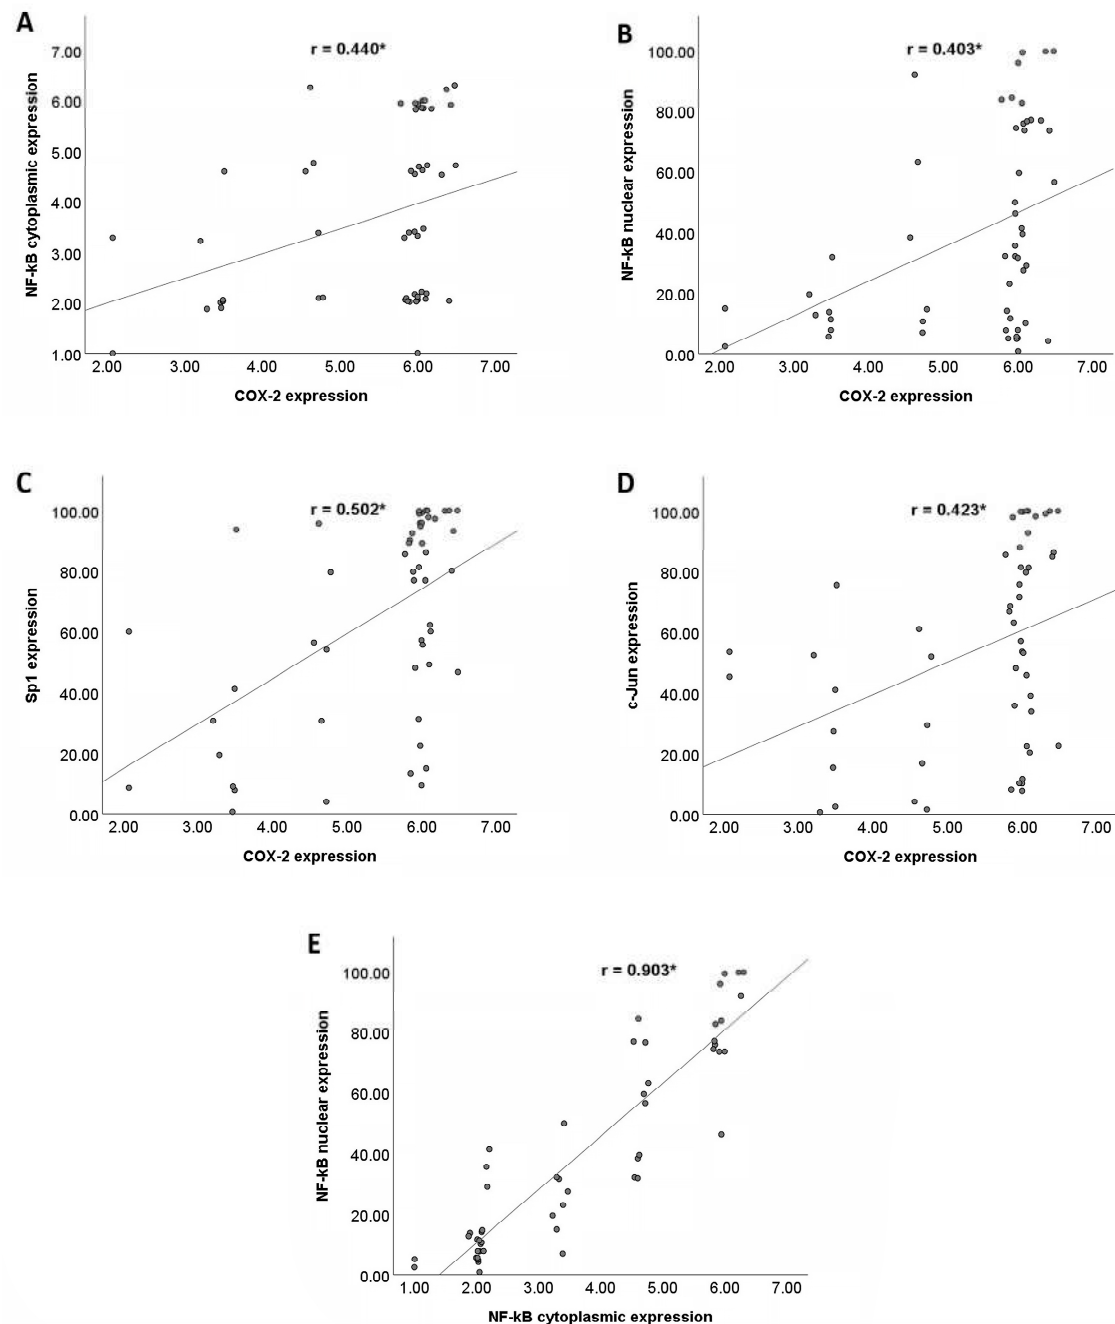 A
r = 0.440*
7.00
6.00
5.00
4.00
3.00
2.00
1.00
NF-kB cytoplasmic expression
2.00 3.00 4.00 5.00 6.00 7.00
COX-2 expression
B
r = 0.403*
100.00
80.00
60.00
40.00
20.00
0.00
NF-kB nuclear expression
2.00 3.00 4.00 5.00 6.00 7.00
COX-2 expression
C
r = 0.502*
100.00
80.00
60.00
40.00
20.00
0.00
Sp1 expression
2.00 3.00 4.00 5.00 6.00 7.00
COX-2 expression
D
r = 0.423*
100.00
80.00
60.00
40.00
20.00
0.00
c-Jun expression
2.00 3.00 4.00 5.00 6.00 7.00
COX-2 expression
E
r = 0.903*
100.00
80.00
60.00
40.00
20.00
0.00
NF-kB nuclear expression
1.00 2.00 3.00 4.00 5.00 6.00 7.00
NF-kB cytoplasmic expression